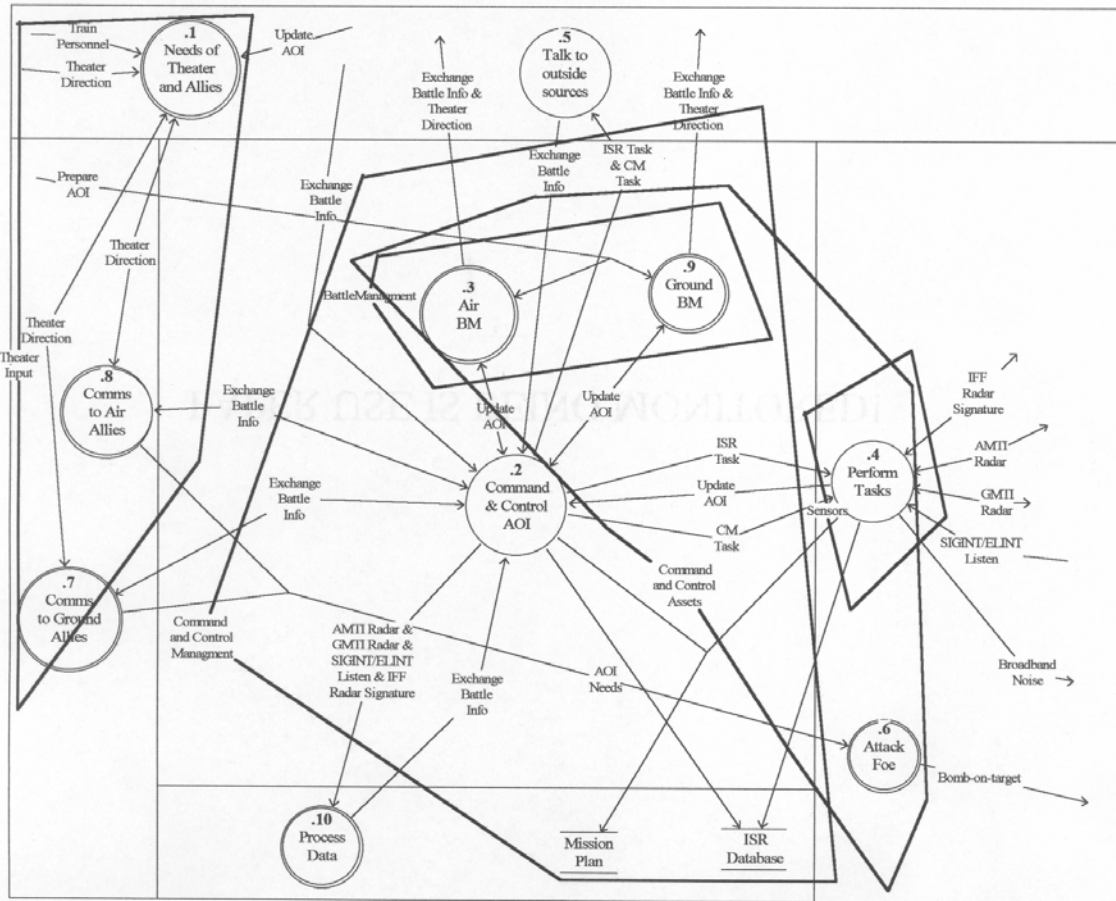 Train
Personnel
Theater
Direction
.1
Needs of
Theater
and Allies
Update
AOI
Exchange
Battle Info &
Theater
Direction
.5
Talk to
outside
sources
Exchange
Battle Info &
Theater
Direction
Prepare
AOI
Exchange
Battle
Info
Exchange
Battle
Info
ISR Task
& CM
Task
Theater
Direction
BattleManagment
.3
Air
BM
.9
Ground
BM
Theater
Direction
Theater
Input
.8
Comms
to Air
Allies
Exchange
Battle
Info
Update
AOI
Update
AOI
IFF
Radar
Signature
AMTI
Radar
GMTI
Radar
SIGINT/ELINT
Listen
.4
Perform
Tasks
Sensors
ISR
Task
Update
AOI
CM
Task
.2
Command
& Control
AOI
Exchange
Battle
Info
.7
Comms
to Ground
Allies
Command
and Control
Managment
Command
and Control
Assets
AMTI Radar &
GMTI Radar &
SIGINT/ELINT
Listen & IFF
Radar Signature
Exchange
Battle
Info
AOI
Needs
Broadband
Noise
.6
Attack
Foe
Bomb-on-target
.10
Process
Data
Mission
Plan
ISR
Database